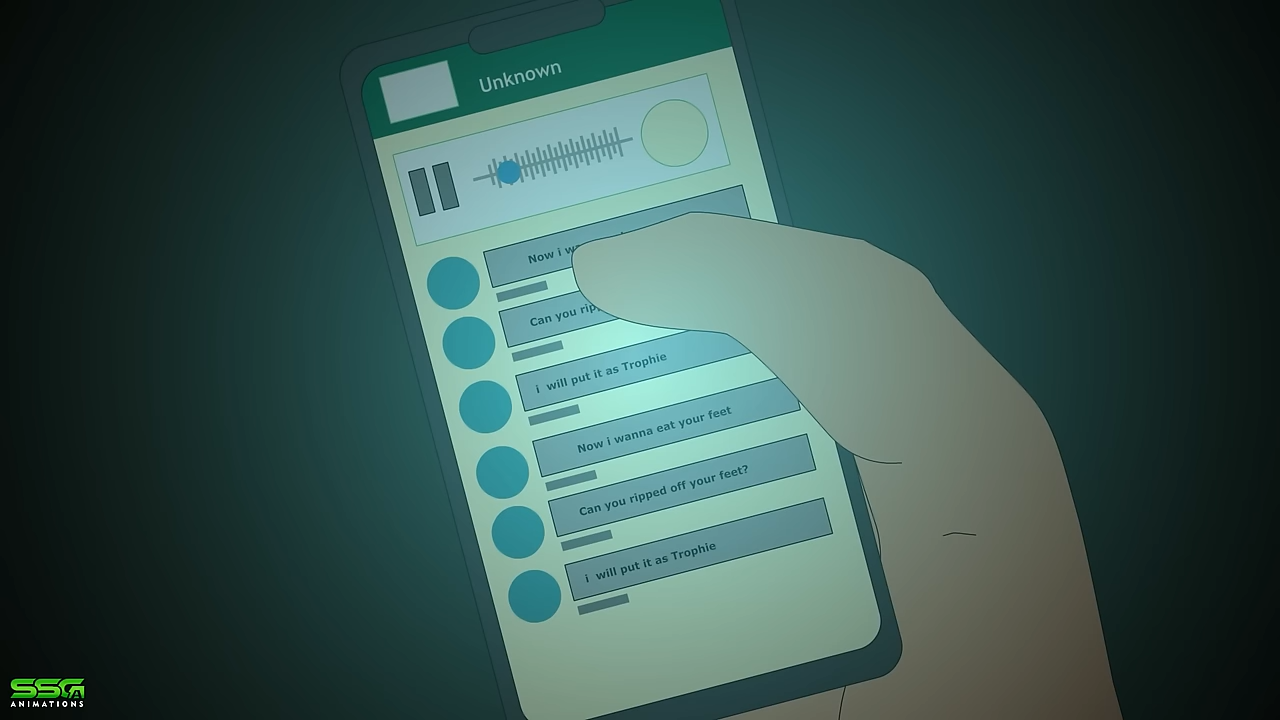 Unknown
Now i
Can you
i will put it as Trophie
Now i wanna eat your feet
Can you ripped off your feet?
i will put it as Trophie
SSGA
ANIMATIONS